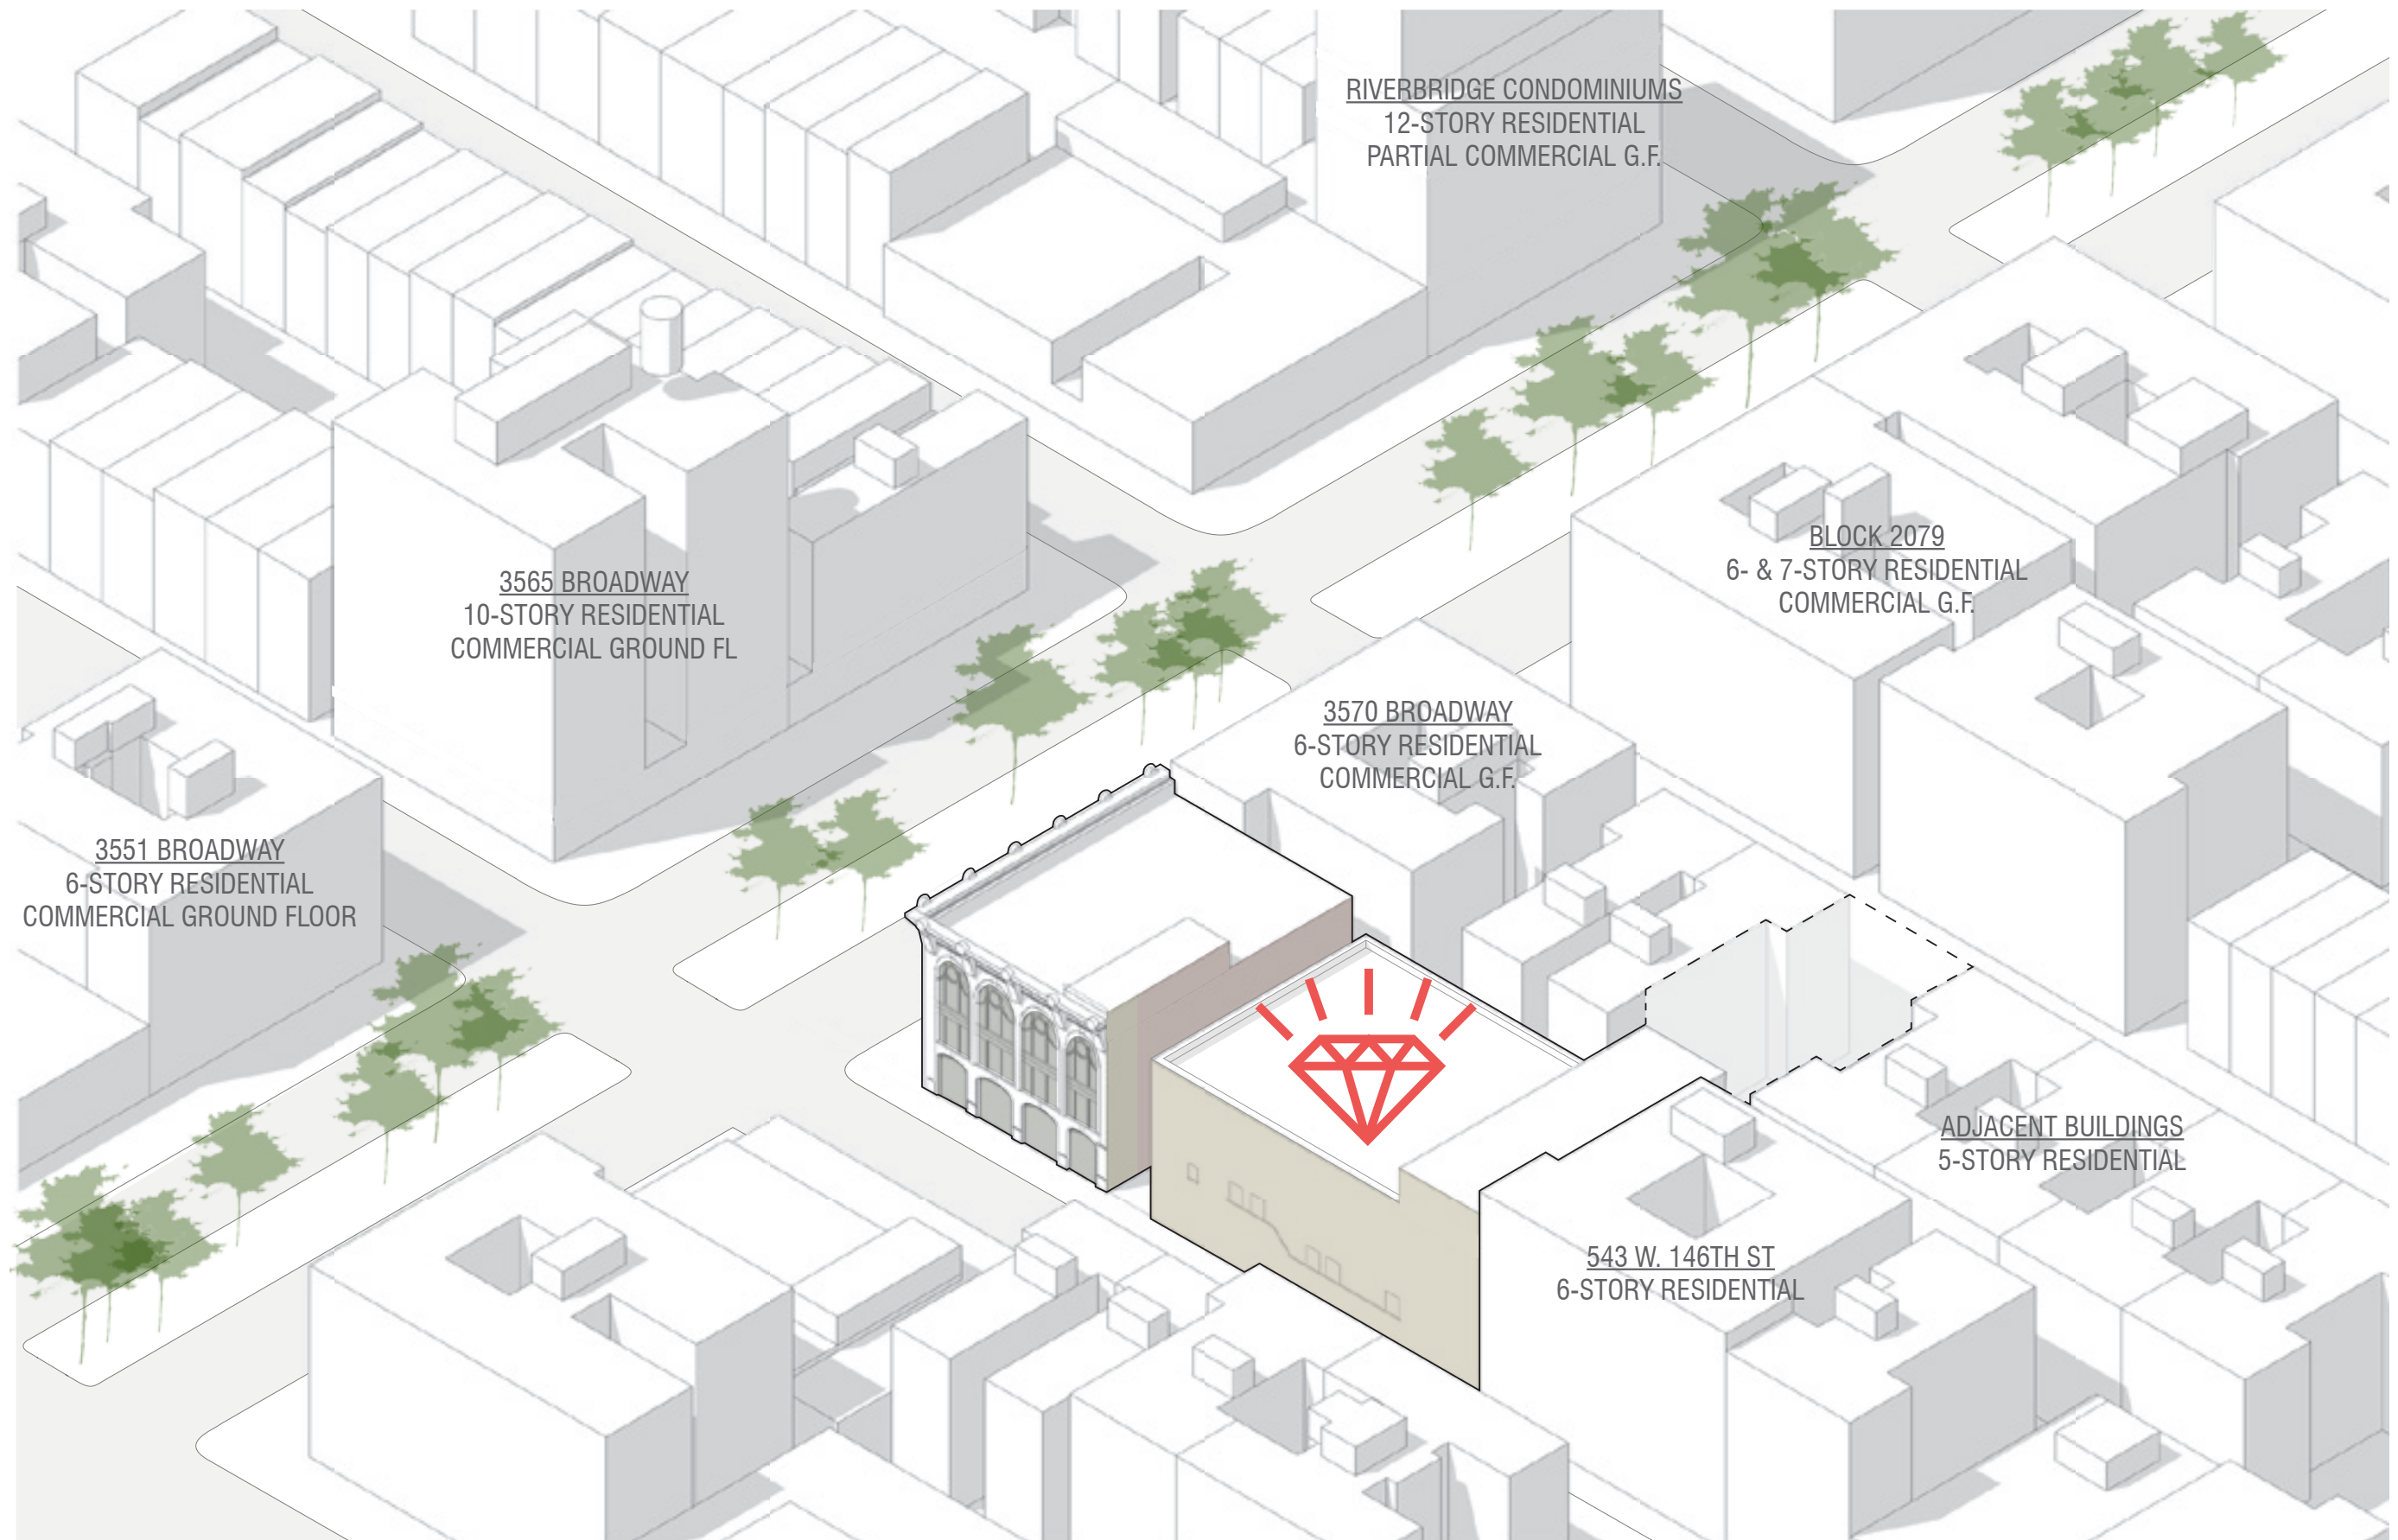 RIVERBRIDGE CONDOMINIUMS
12-STORY RESIDENTIAL
PARTIAL COMMERCIAL G.F.
BLOCK 2079
6- & 7-STORY RESIDENTIAL
COMMERCIAL G.F.
3565 BROADWAY
10-STORY RESIDENTIAL
COMMERCIAL GROUND FL
3570 BROADWAY
6-STORY RESIDENTIAL
COMMERCIAL G.F.
3551 BROADWAY
6-STORY RESIDENTIAL
COMMERCIAL GROUND FLOOR
ADJACENT BUILDINGS
5-STORY RESIDENTIAL
543 W. 146TH ST
6-STORY RESIDENTIAL